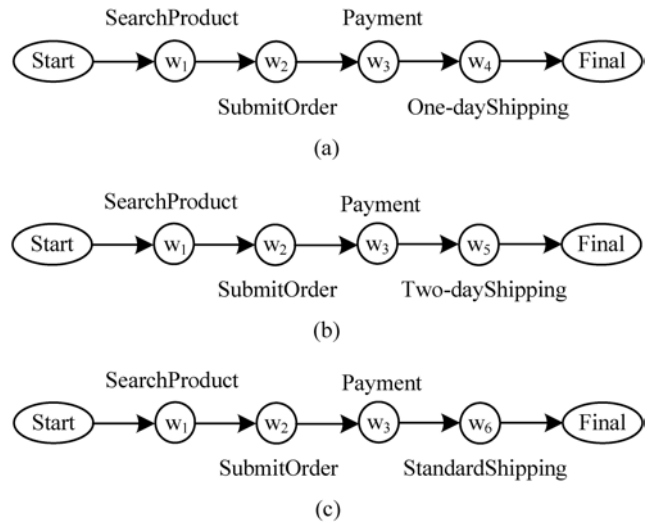 SearchProduct Payment
Start w₁ w₂ w₃ w₄ Final
SubmitOrder One-dayShipping
(a)
SearchProduct Payment
Start w₁ w₂ w₃ w₅ Final
SubmitOrder Two-dayShipping
(b)
SearchProduct Payment
Start w₁ w₂ w₃ w₆ Final
SubmitOrder StandardShipping
(c)